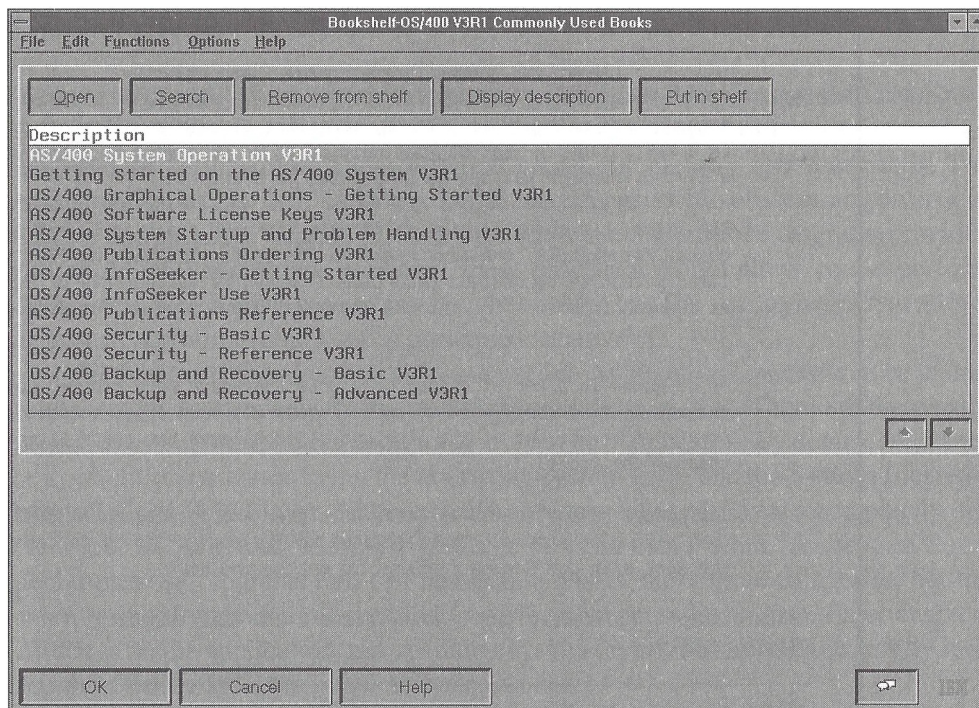 Bookshelf-OS/400 V3R1 Commonly Used Books
File Edit Functions Options Help
Open Search Remove from shelf Display description Put in shelf
Description
AS/400 System Operation V3R1
Getting Started on the AS/400 System V3R1
OS/400 Graphical Operations - Getting Started V3R1
AS/400 Software License Keys V3R1
AS/400 System Startup and Problem Handling V3R1
AS/400 Publications Ordering V3R1
OS/400 InfoSeeker - Getting Started V3R1
OS/400 InfoSeeker Use V3R1
AS/400 Publications Reference V3R1
OS/400 Security - Basic V3R1
OS/400 Security - Reference V3R1
OS/400 Backup and Recovery - Basic V3R1
OS/400 Backup and Recovery - Advanced V3R1
OK Cancel Help IBM